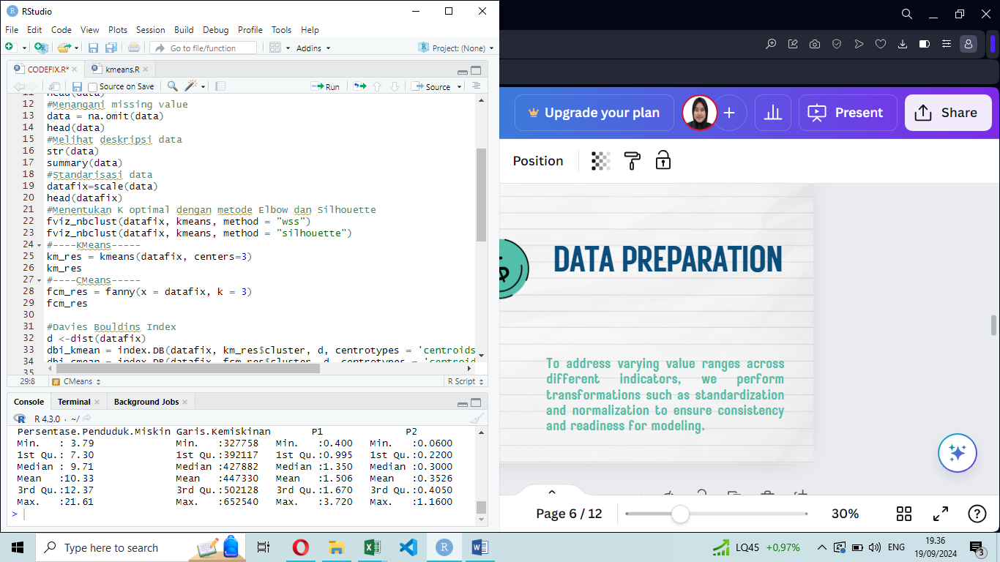 RStudio
File Edit Code View Plots Session Build Debug Profile Tools Help
Go to file/function
Addins
Project: (None)
CODEFIX.R*
kmeans.R
Source on Save
Run
Source
11 head(data)
12 #Menangani missing value
13 data = na.omit(data)
14 head(data)
15 #Melihat deskripsi data
16 str(data)
17 summary(data)
18 #Standarisasi data
19 datafix=scale(data)
20 head(datafix)
21 #Menentukan K optimal dengan metode Elbow dan Silhouette
22 fviz_nbclust(datafix, kmeans, method = "wss")
23 fviz_nbclust(datafix, kmeans, method = "silhouette")
24 #----KMeans-----
25 km_res = kmeans(datafix, centers=3)
26 km_res
27 #----CMeans-----
28 fcm_res = fanny(x = datafix, k = 3)
29 fcm_res
30
31 #Davies Bouldins Index
32 d <-dist(datafix)
33 dbi_kmean = index.DB(datafix, km_res$cluster, d, centrotypes = 'centroids
34 dbi_cmean = index.DB(datafix, fcm_res$cluster, d, centrotypes = 'centroid
35
29:8 # CMeans R Script
Console Terminal Background Jobs
R 4.3.0 · ~/
Persentase.Penduduk.Miskin Garis.Kemiskinan P1 P2
Min. : 3.79 Min. :327758 Min. :0.400 Min. :0.0600
1st Qu.: 7.30 1st Qu.:392117 1st Qu.:0.995 1st Qu.:0.2200
Median : 9.71 Median :427882 Median :1.350 Median :0.3000
Mean :10.33 Mean :447330 Mean :1.506 Mean :0.3526
3rd Qu.:12.37 3rd Qu.:502128 3rd Qu.:1.670 3rd Qu.:0.4050
Max. :21.61 Max. :652540 Max. :3.720 Max. :1.1600
>
Upgrade your plan
Present
Share
Position
DATA PREPARATION
To address varying value ranges across
different indicators, we perform
transformations such as standardization
and normalization to ensure consistency
and readiness for modeling.
Page 6 / 12
30%
Type here to search
LQ45 +0,97%
ENG
19.36
19/09/2024
3